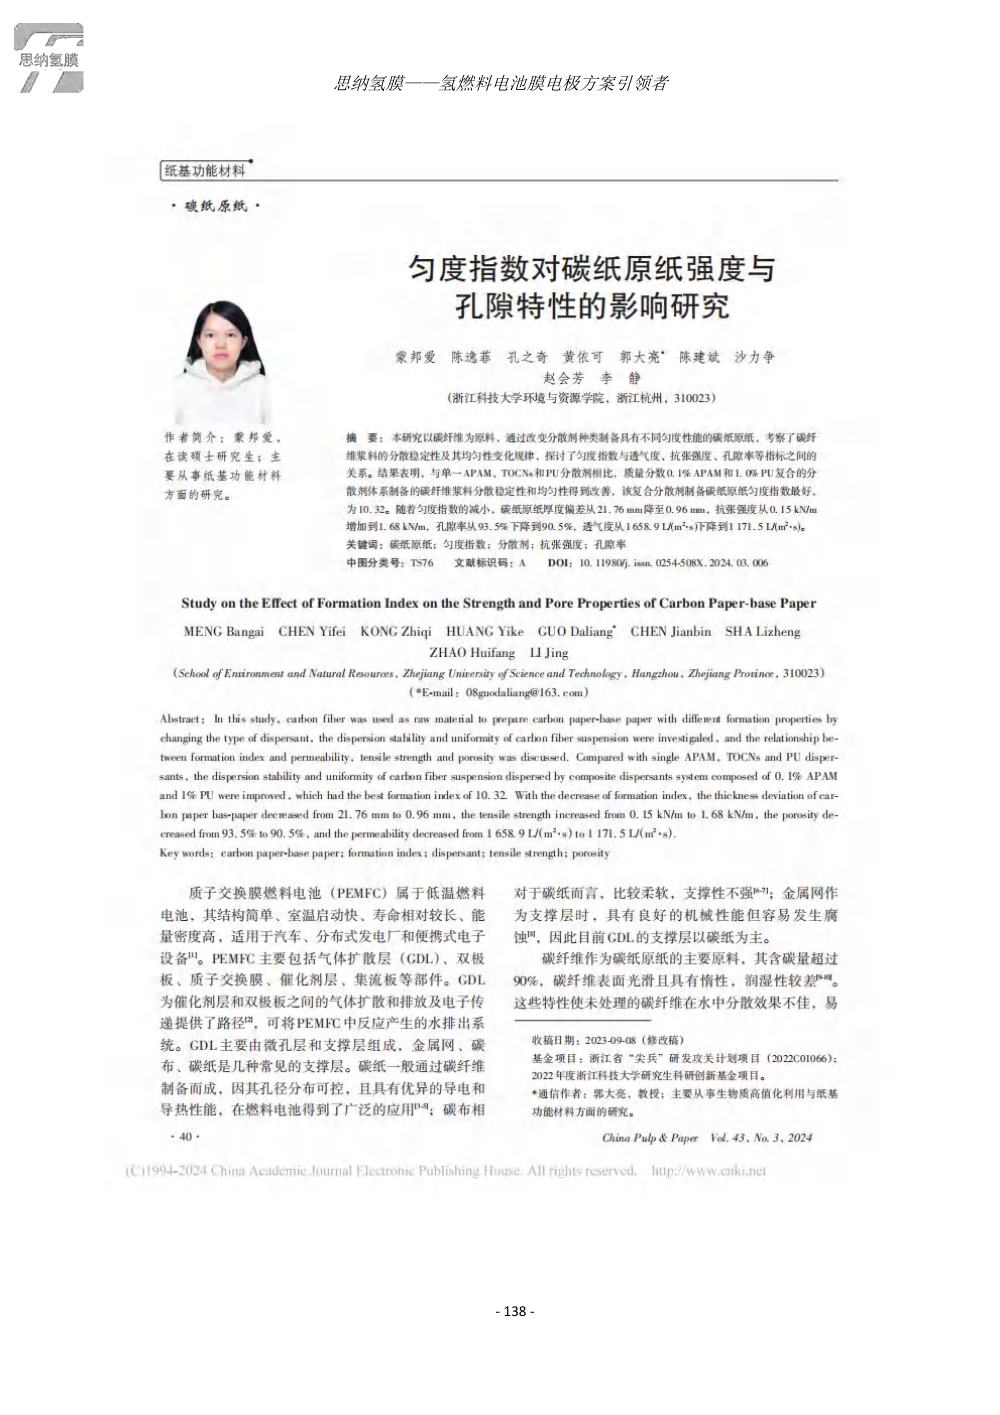 思纳氢膜
思纳氢膜——氢燃料电池膜电极方案引领者
纸基功能材料
·碳纸原纸·
匀度指数对碳纸原纸强度与
孔隙特性的影响研究
蒙邦爱 陈逸菲 孔之奇 黄依可 郭大亮* 陈建斌 沙力争
赵会芳 李 静
(浙江科技大学环境与资源学院,浙江杭州,310023)
作者简介:蒙邦爱,
在读硕士研究生;主
要从事纸基功能材料
方面的研究。
摘 要:本研究以碳纤维为原料,通过改变分散剂种类制备具有不同匀度性能的碳纸原纸,考察了碳纤
维浆料的分散稳定性及其均匀性变化规律,探讨了匀度指数与透气度、抗张强度、孔隙率等指标之间的
关系。结果表明,与单一APAM、TOCNs和PU分散剂相比,质量分数0.1% APAM和1.0% PU复合的分
散剂体系制备的碳纤维浆料分散稳定性和均匀性得到改善,该复合分散剂制备碳纸原纸匀度指数最好,
为10.32。随着匀度指数的减小,碳纸原纸厚度偏差从21.76 mm降至0.96 mm,抗张强度从0.15 kN/m
增加到1.68 kN/m,孔隙率从93.5%下降到90.5%,透气度从1 658.9 L/(m²·s)下降到1 171.5 L/(m²·s)。
关键词:碳纸原纸;匀度指数;分散剂;抗张强度;孔隙率
中图分类号:TS76 文献标识码:A DOI:10.11980/j.issn.0254-508X.2024.03.006
Study on the Effect of Formation Index on the Strength and Pore Properties of Carbon Paper-base Paper
MENG Bangai CHEN Yifei KONG Zhiqi HUANG Yike GUO Daliang* CHEN Jianbin SHA Lizheng
ZHAO Huifang LI Jing
(School of Environment and Natural Resources, Zhejiang University of Science and Technology, Hangzhou, Zhejiang Province, 310023)
(*E-mail: 08guodaliang@163.com)
Abstract: In this study, carbon fiber was used as raw material to prepare carbon paper-base paper with different formation properties by
changing the type of dispersant, the dispersion stability and uniformity of carbon fiber suspension were investigaled, and the relationship be-
tween formation index and permeability, tensile strength and porosity was discussed. Compared with single APAM, TOCNs and PU disper-
sants, the dispersion stability and uniformity of carbon fiber suspension dispersed by composite dispersants system composed of 0.1% APAM
and 1% PU were improved, which had the best formation index of 10.32. With the decrease of formation index, the thickness deviation of car-
bon paper bas-paper decreased from 21.76 mm to 0.96 mm, the tensile strength increased from 0.15 kN/m to 1.68 kN/m, the porosity de-
creased from 93.5% to 90.5%, and the permeability decreased from 1 658.9 L/(m²·s) to 1 171.5 L/(m²·s).
Key words: carbon paper-base paper; formation index; dispersant; tensile strength; porosity
质子交换膜燃料电池(PEMFC)属于低温燃料
电池,其结构简单、室温启动快、寿命相对较长、能
量密度高,适用于汽车、分布式发电厂和便携式电子
设备[1]。PEMFC主要包括气体扩散层(GDL)、双极
板、质子交换膜、催化剂层、集流板等部件。GDL
为催化剂层和双极板之间的气体扩散和排放及电子传
递提供了路径[2],可将PEMFC中反应产生的水排出系
统。GDL主要由微孔层和支撑层组成,金属网、碳
布、碳纸是几种常见的支撑层。碳纸一般通过碳纤维
制备而成,因其孔径分布可控,且具有优异的导电和
导热性能,在燃料电池得到了广泛的应用[3-5];碳布相
对于碳纸而言,比较柔软,支撑性不强[6-7];金属网作
为支撑层时,具有良好的机械性能但容易发生腐
蚀[8],因此目前GDL的支撑层以碳纸为主。
碳纤维作为碳纸原纸的主要原料,其含碳量超过
90%,碳纤维表面光滑且具有惰性,润湿性较差[9-10]。
这些特性使未处理的碳纤维在水中分散效果不佳,易
收稿日期:2023-09-08(修改稿)
基金项目:浙江省“尖兵”研发攻关计划项目(2022C01066);
2022年度浙江科技大学研究生科研创新基金项目。
*通信作者:郭大亮,教授;主要从事生物质高值化利用与纸基
功能材料方面的研究。
·40·
China Pulp & Paper Vol. 43, No. 3, 2024
(C)1994-2024 China Academic Journal Electronic Publishing House. All rights reserved. http://www.cnki.net
- 138 -